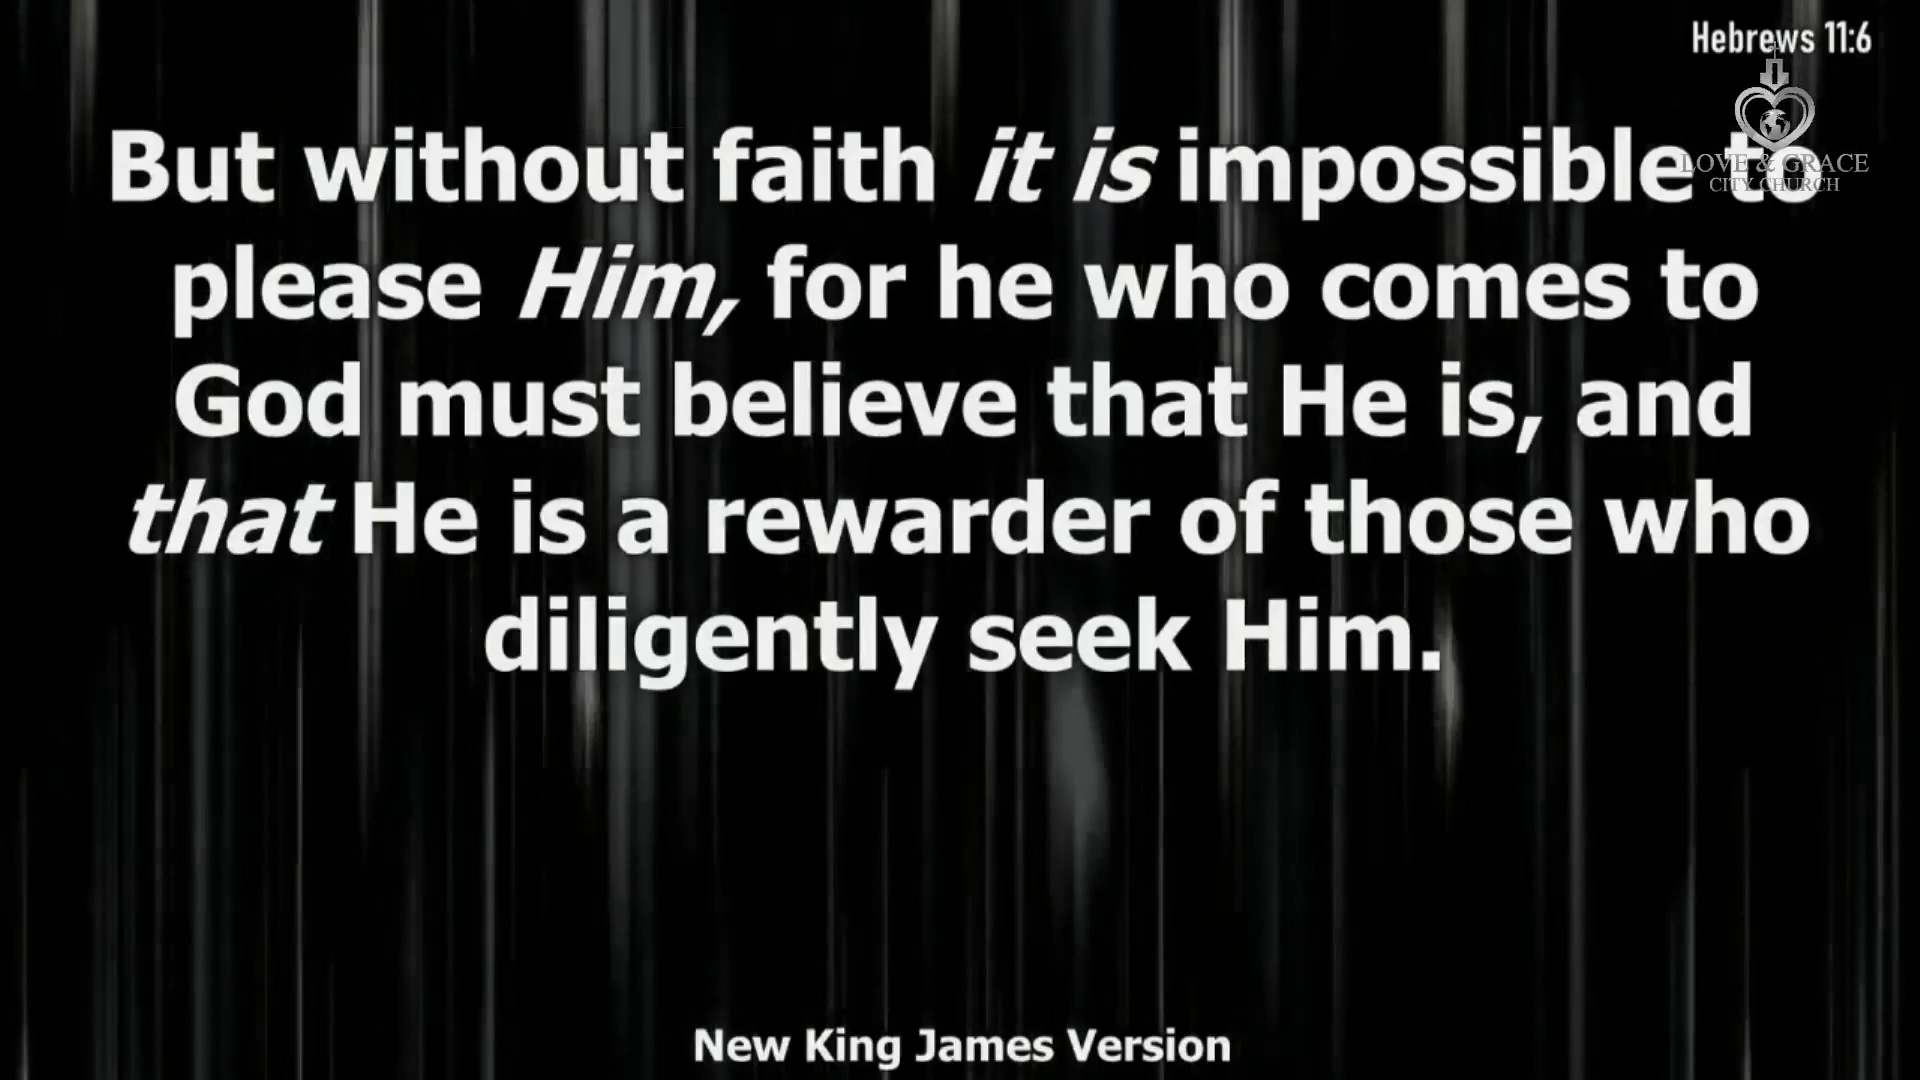 Hebrews 11:6
LOVE & GRACE
CITY CHURCH
But without faith it is impossible to
please Him, for he who comes to
God must believe that He is, and
that He is a rewarder of those who
diligently seek Him.
New King James Version